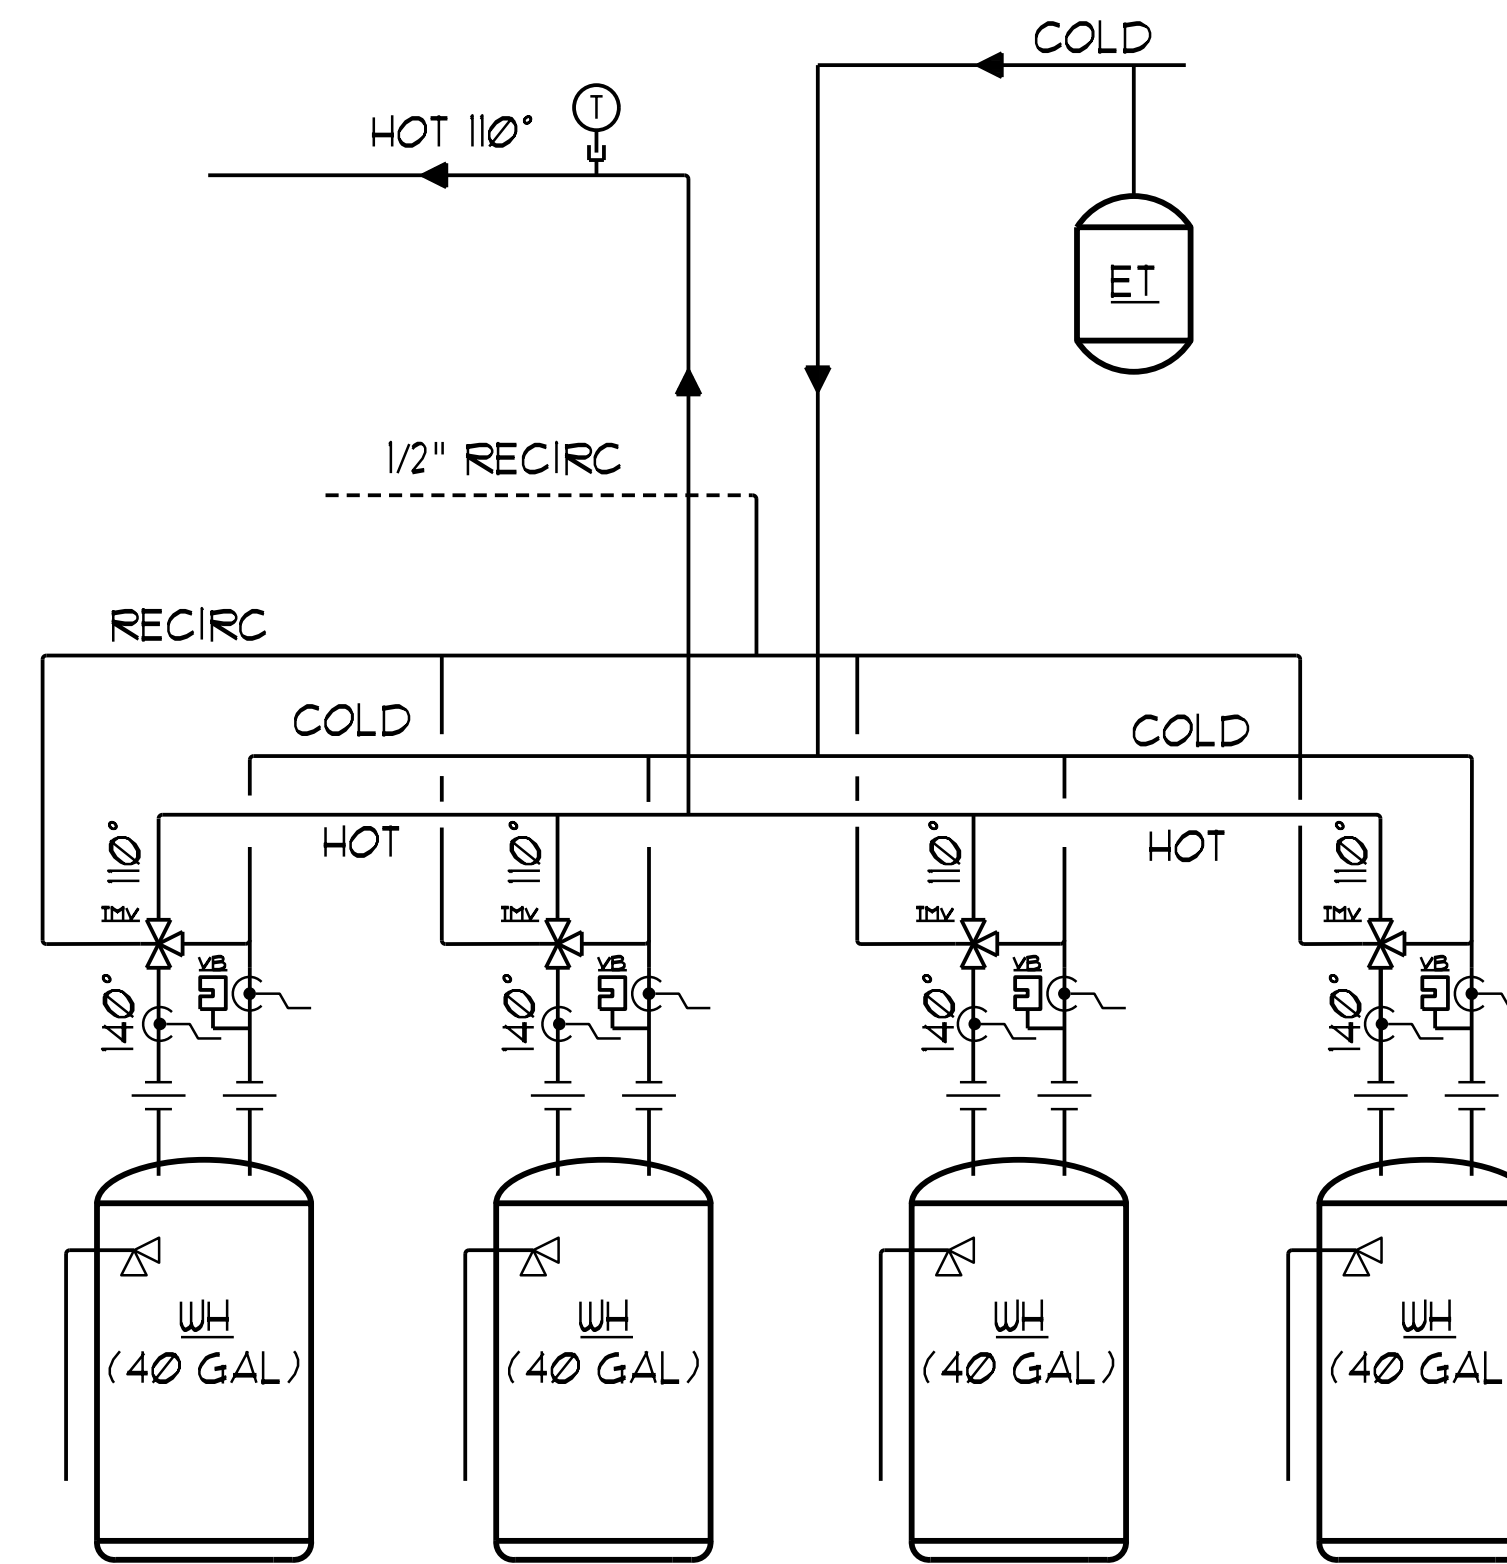 COLD
T
HOT 110°
ET
1/2" RECIRC
RECIRC
COLD
COLD
HOT
HOT
110°
110°
110°
110°
TMV
TMV
TMV
TMV
VB
VB
VB
VB
140°
140°
140°
140°
WH
(40 GAL)
WH
(40 GAL)
WH
(40 GAL)
WH
(40 GAL